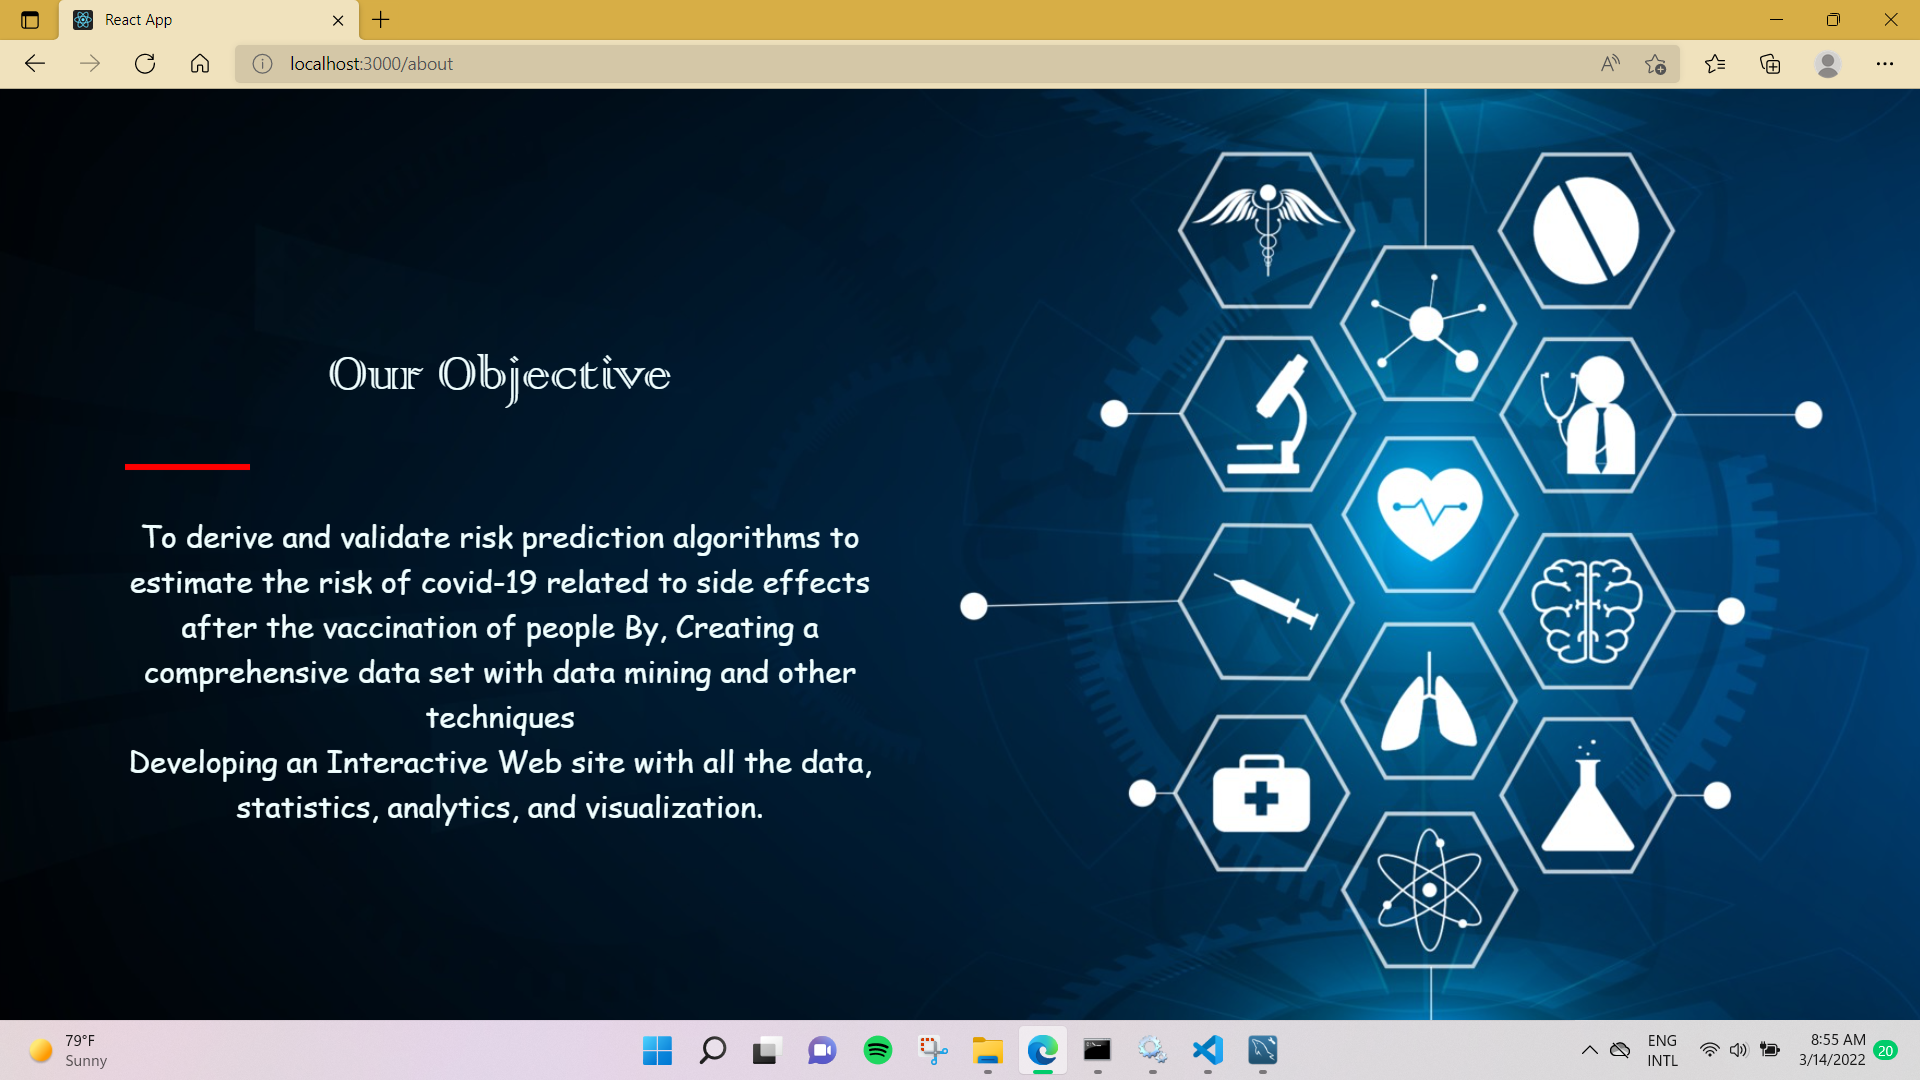 React App
localhost:3000/about
Our Objective
To derive and validate risk prediction algorithms to
estimate the risk of covid-19 related to side effects
after the vaccination of people By, Creating a
comprehensive data set with data mining and other
techniques
Developing an Interactive Web site with all the data,
statistics, analytics, and visualization.
79°F
Sunny
ENG
INTL
8:55 AM
3/14/2022
20